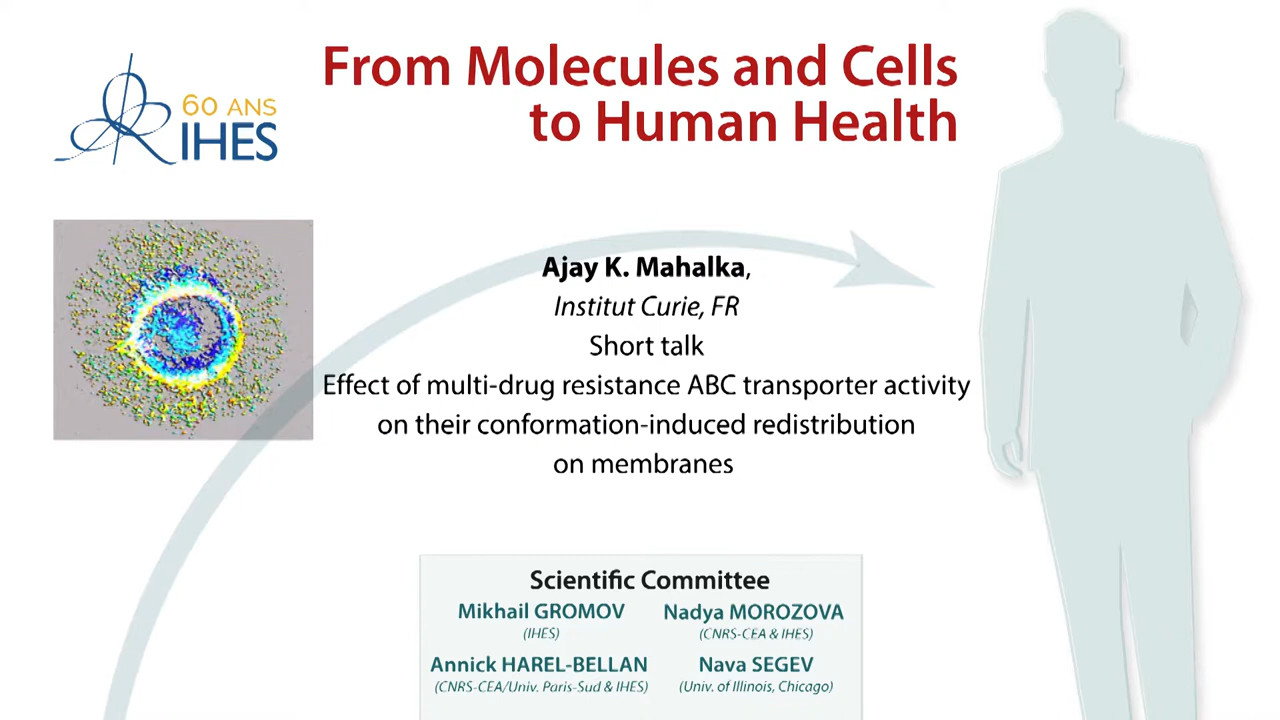 From Molecules and Cells
to Human Health
60 ANS
IHES
Ajay K. Mahalka,
Institut Curie, FR
Short talk
Effect of multi-drug resistance ABC transporter activity
on their conformation-induced redistribution
on membranes
Scientific Committee
Mikhail GROMOV
(IHES)
Nadya MOROZOVA
(CNRS-CEA & IHES)
Annick HAREL-BELLAN
(CNRS-CEA/Univ. Paris-Sud & IHES)
Nava SEGEV
(Univ. of Illinois, Chicago)